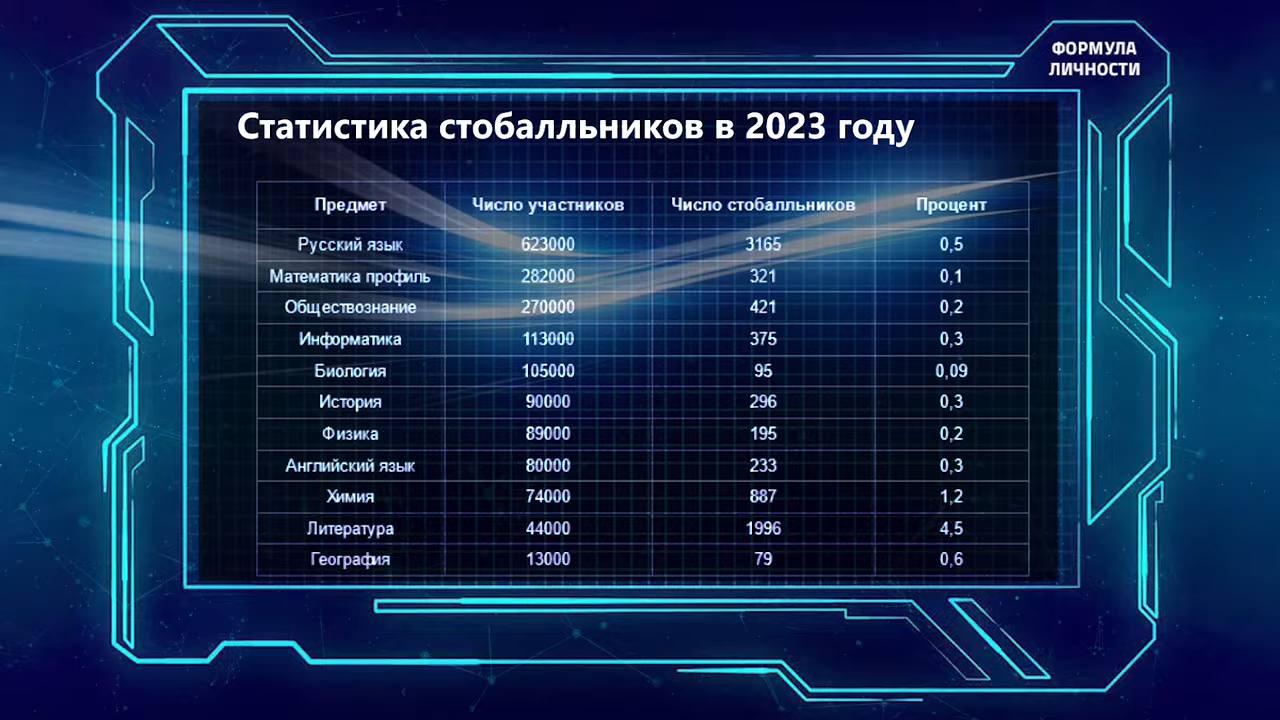 ФОРМУЛА
ЛИЧНОСТИ
Статистика стобалльников в 2023 году
Предмет Число участников Число стобалльников Процент
Русский язык 623000 3165 0,5
Математика профиль 282000 321 0,1
Обществознание 270000 421 0,2
Информатика 113000 375 0,3
Биология 105000 95 0,09
История 90000 296 0,3
Физика 89000 195 0,2
Английский язык 80000 233 0,3
Химия 74000 887 1,2
Литература 44000 1996 4,5
География 13000 79 0,6